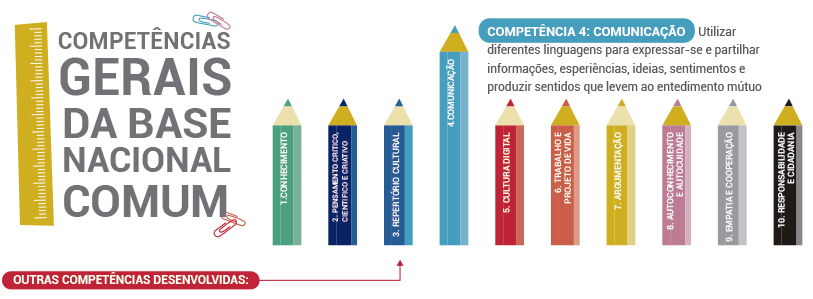 COMPETÊNCIAS
GERAIS
DA BASE
NACIONAL
COMUM
COMPETÊNCIA 4: COMUNICAÇÃO Utilizar
diferentes linguagens para expressar-se e partilhar
informações, esperiências, ideias, sentimentos e
produzir sentidos que levem ao entedimento mútuo
1.CONHECIMENTO
2. PENSAMENTO CRÍTICO,
CIENTÍFICO E CRIATIVO
3. REPERTÓRIO CULTURAL
4.COMUNICAÇÃO
5. CULTURA DIGITAL
6. TRABALHO E
PROJETO DE VIDA
7. ARGUMENTAÇÃO
8. AUTOCONHECIMENTO
E AUTOCUIDADE
9. EMPATIA E COOPERAÇÃO
10. RESPONSABILIDADE
E CIDADANIA
OUTRAS COMPETÊNCIAS DESENVOLVIDAS: